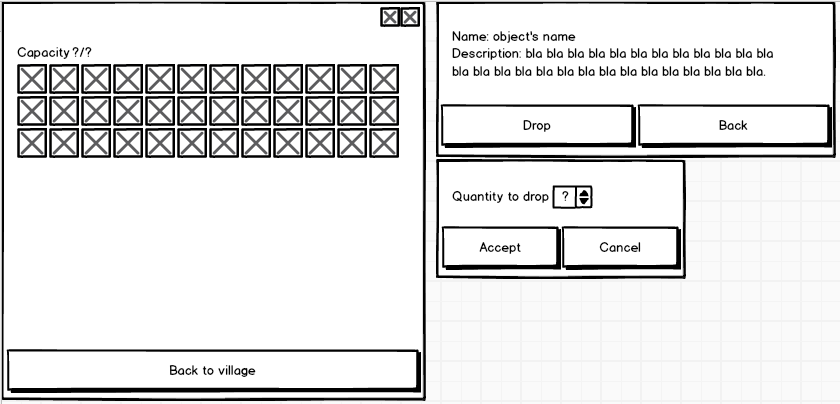 Capacity ?/?
Back to village
Name: object's name
Description: bla bla bla bla bla bla bla bla bla bla bla bla
bla bla bla bla bla bla bla bla bla bla bla bla bla bla bla.
Drop
Back
Quantity to drop ?
Accept
Cancel